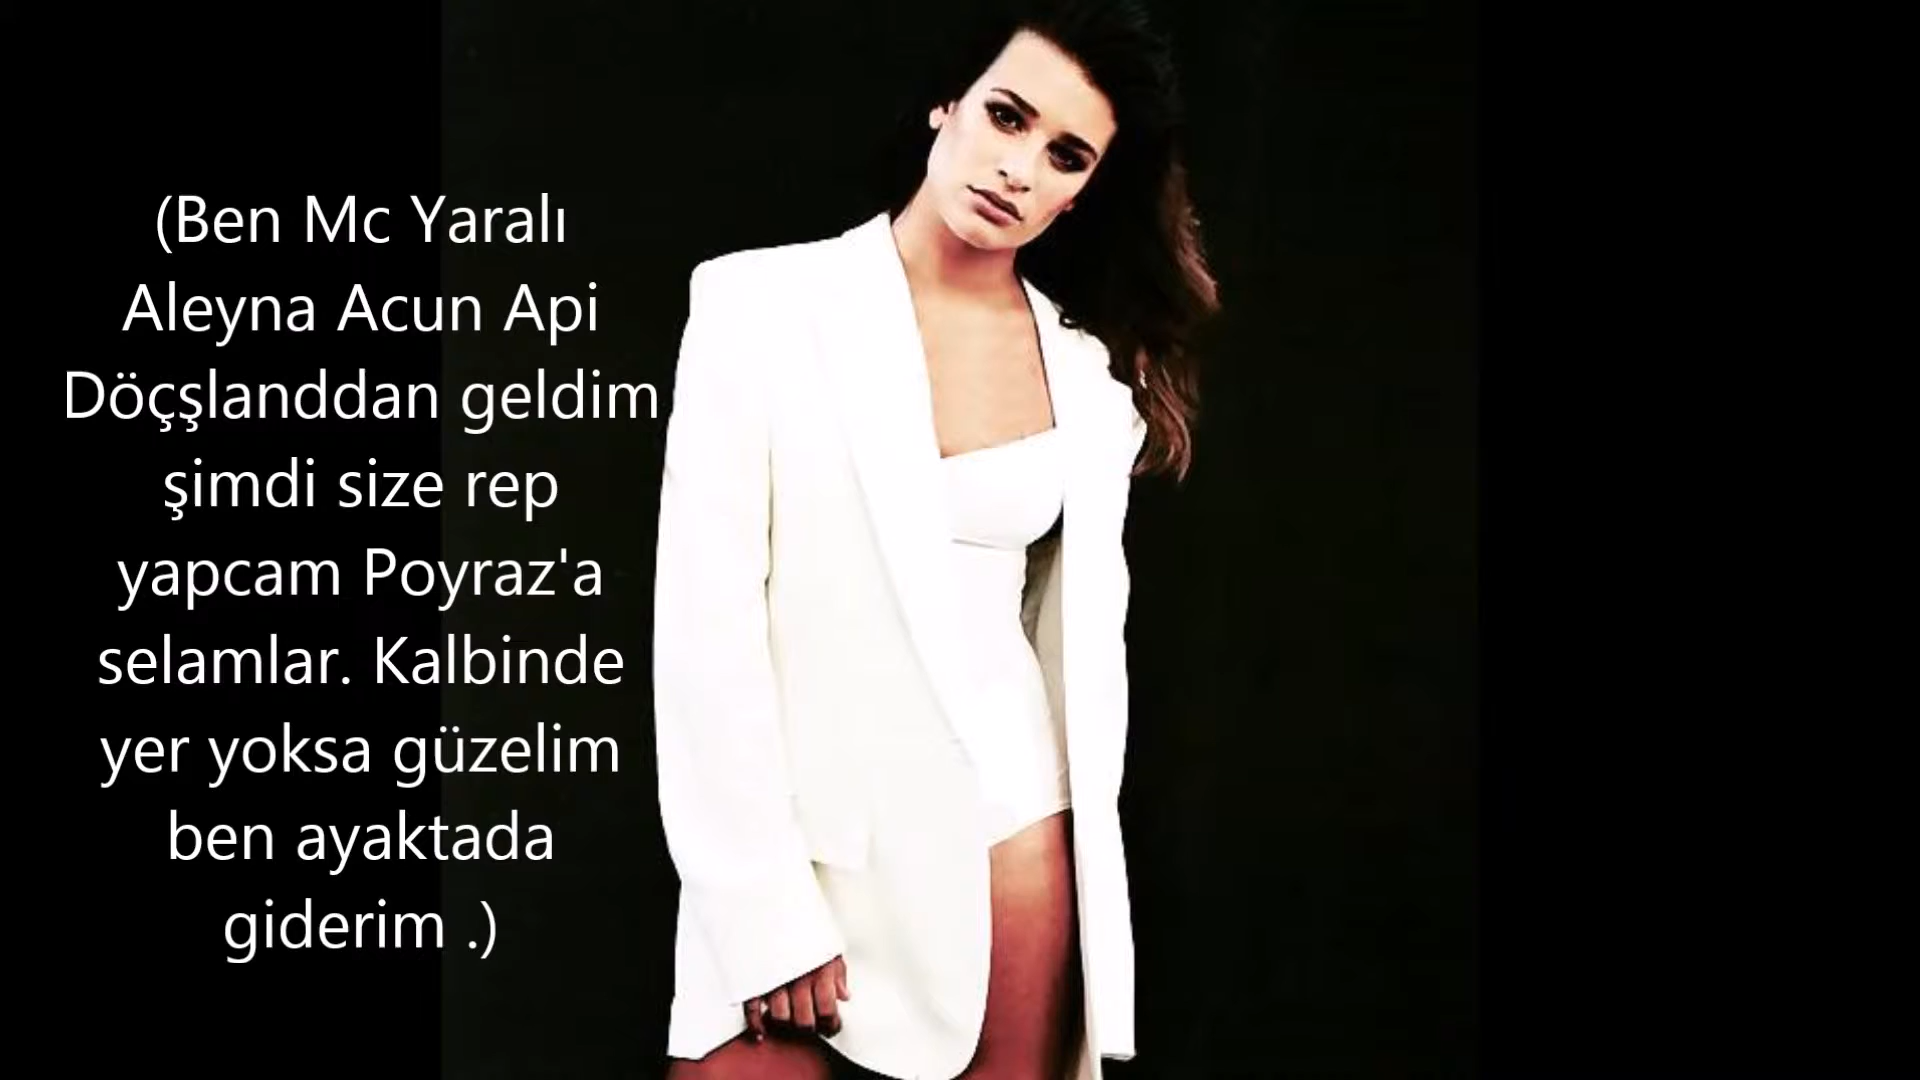 (Ben Mc Yaralı
Aleyna Acun Api
Döçşlanddan geldim
şimdi size rep
yapcam Poyraz'a
selamlar. Kalbinde
yer yoksa güzelim
ben ayaktada
giderim .)